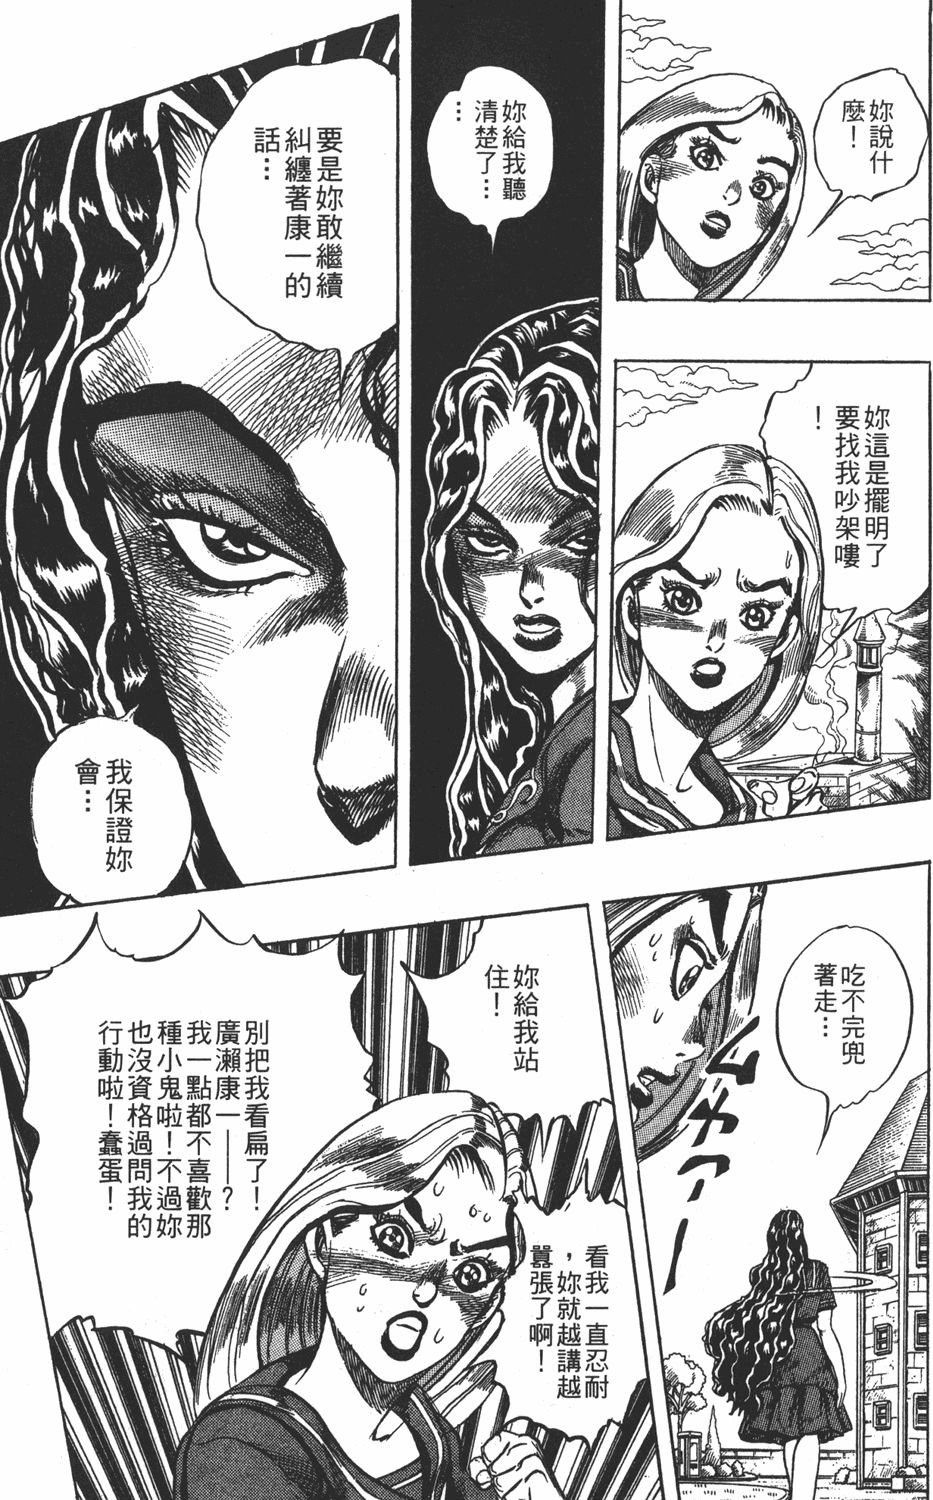 妳說什
麼！
妳這是擺明了
要找我吵架嘍
！
妳給我聽
清楚了…
…
要是妳敢繼續
糾纏著康一的
話…
我保證妳
會…
吃不完兜
著走…
ムカッー
妳給我站
住！
看我一直忍耐
，妳就越講越
囂張了啊！
別把我看扁了！
廣瀨康一——？
我一點都不喜歡那
種小鬼啦！不過妳
也沒資格過問我的
行動啦！蠢蛋！